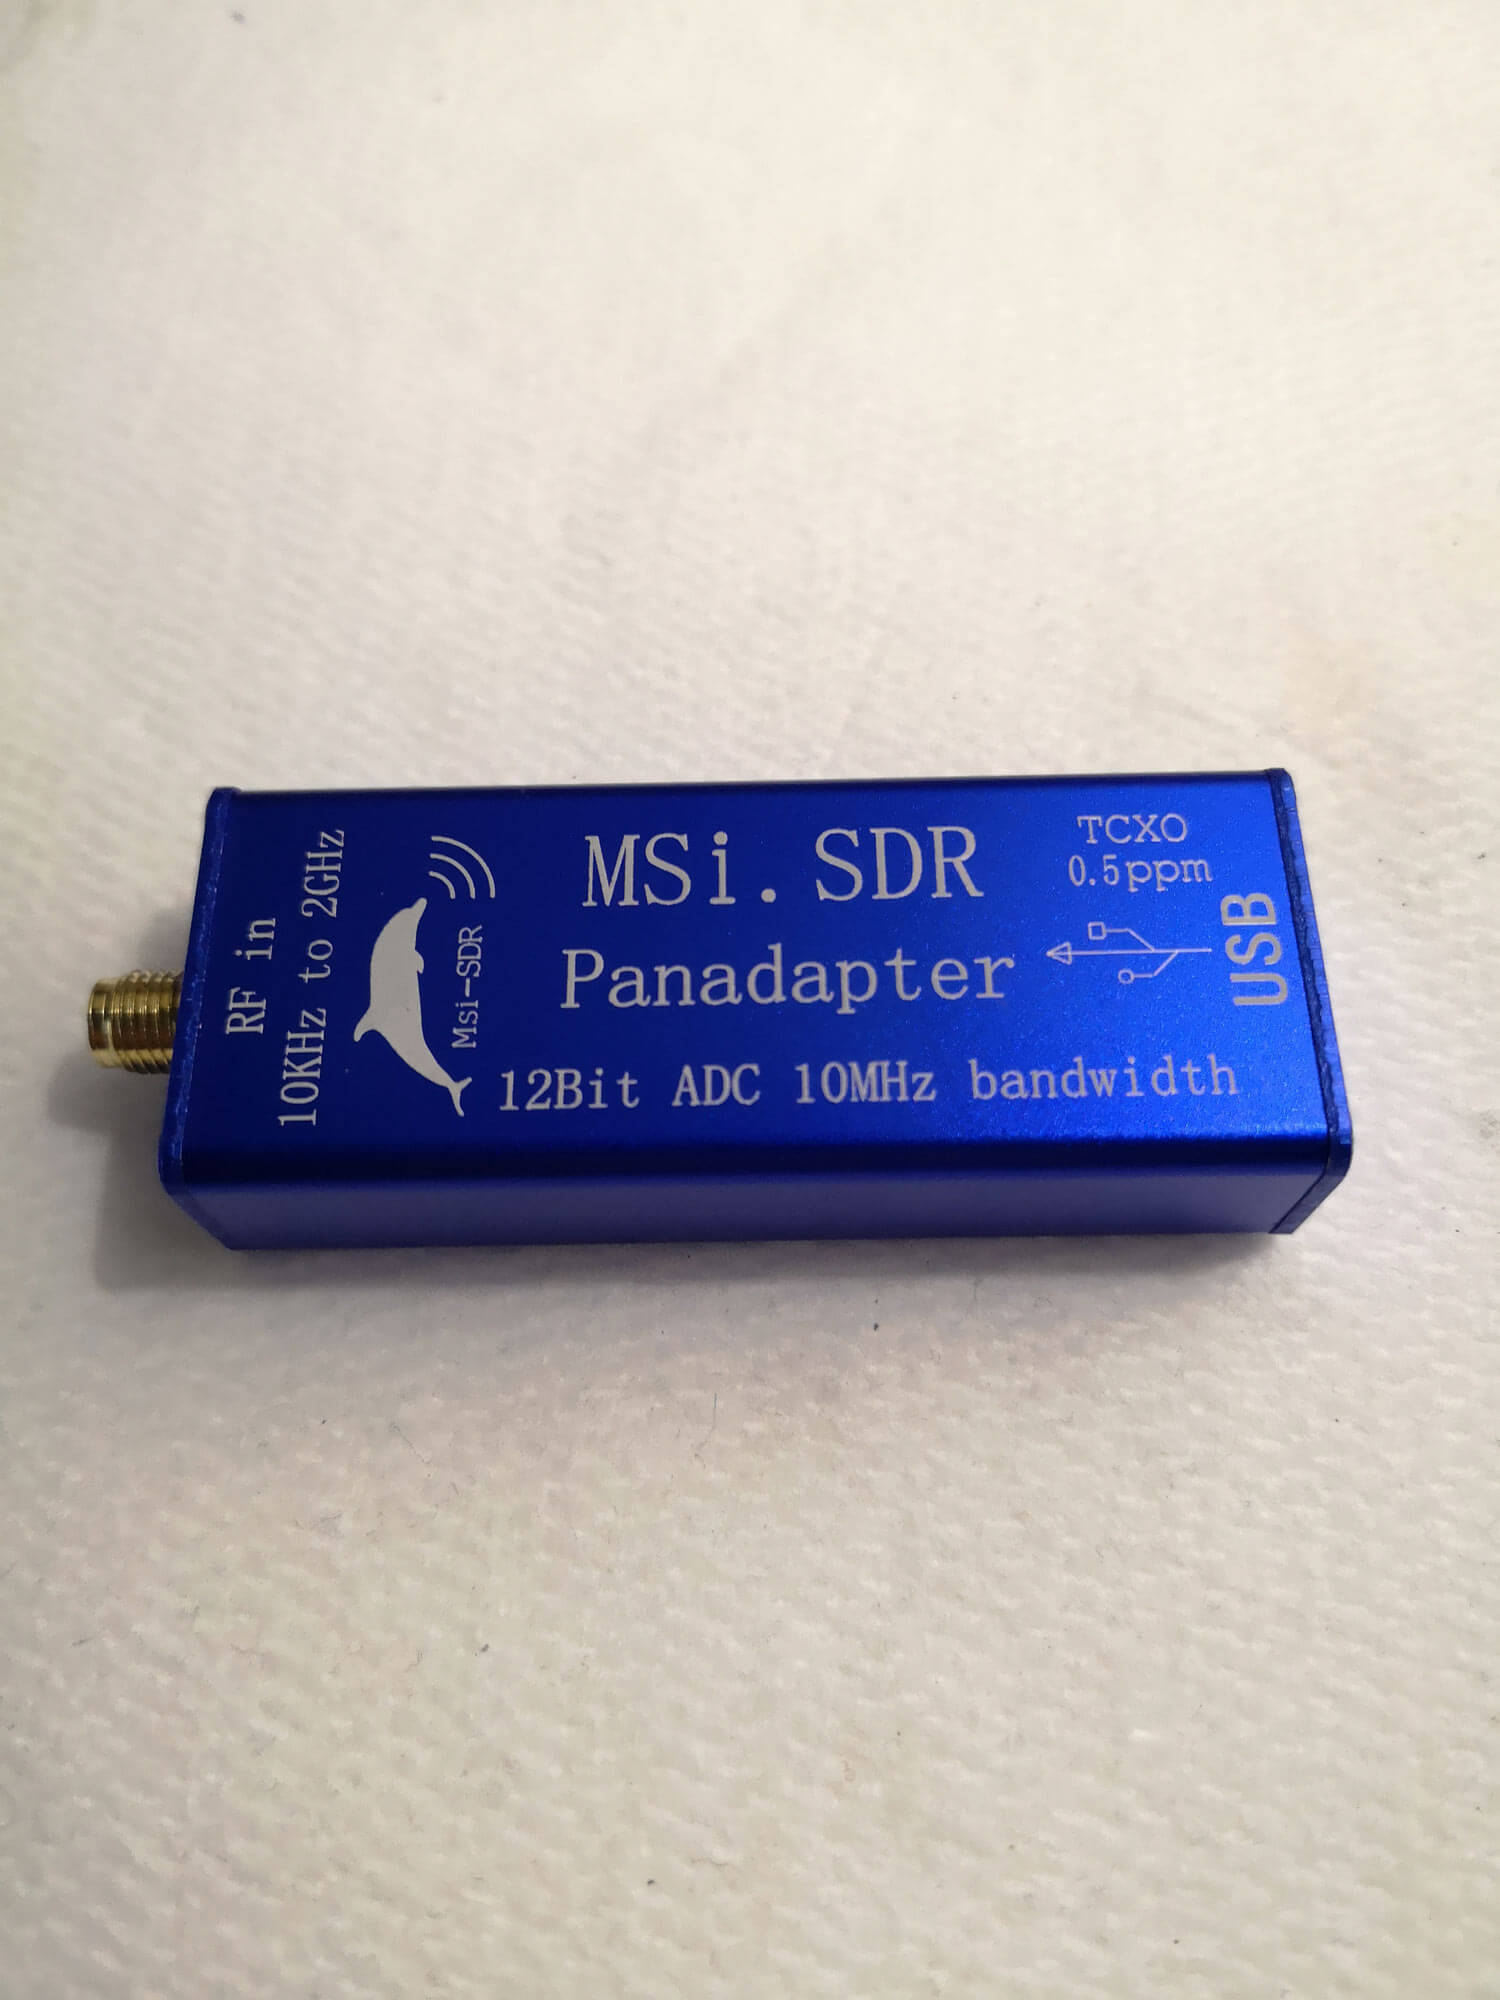 RF in
10KHz to 2GHz
Msi-SDR
MSi.SDR
Panadapter
12Bit ADC 10MHz bandwidth
TCXO
0.5ppm
USB